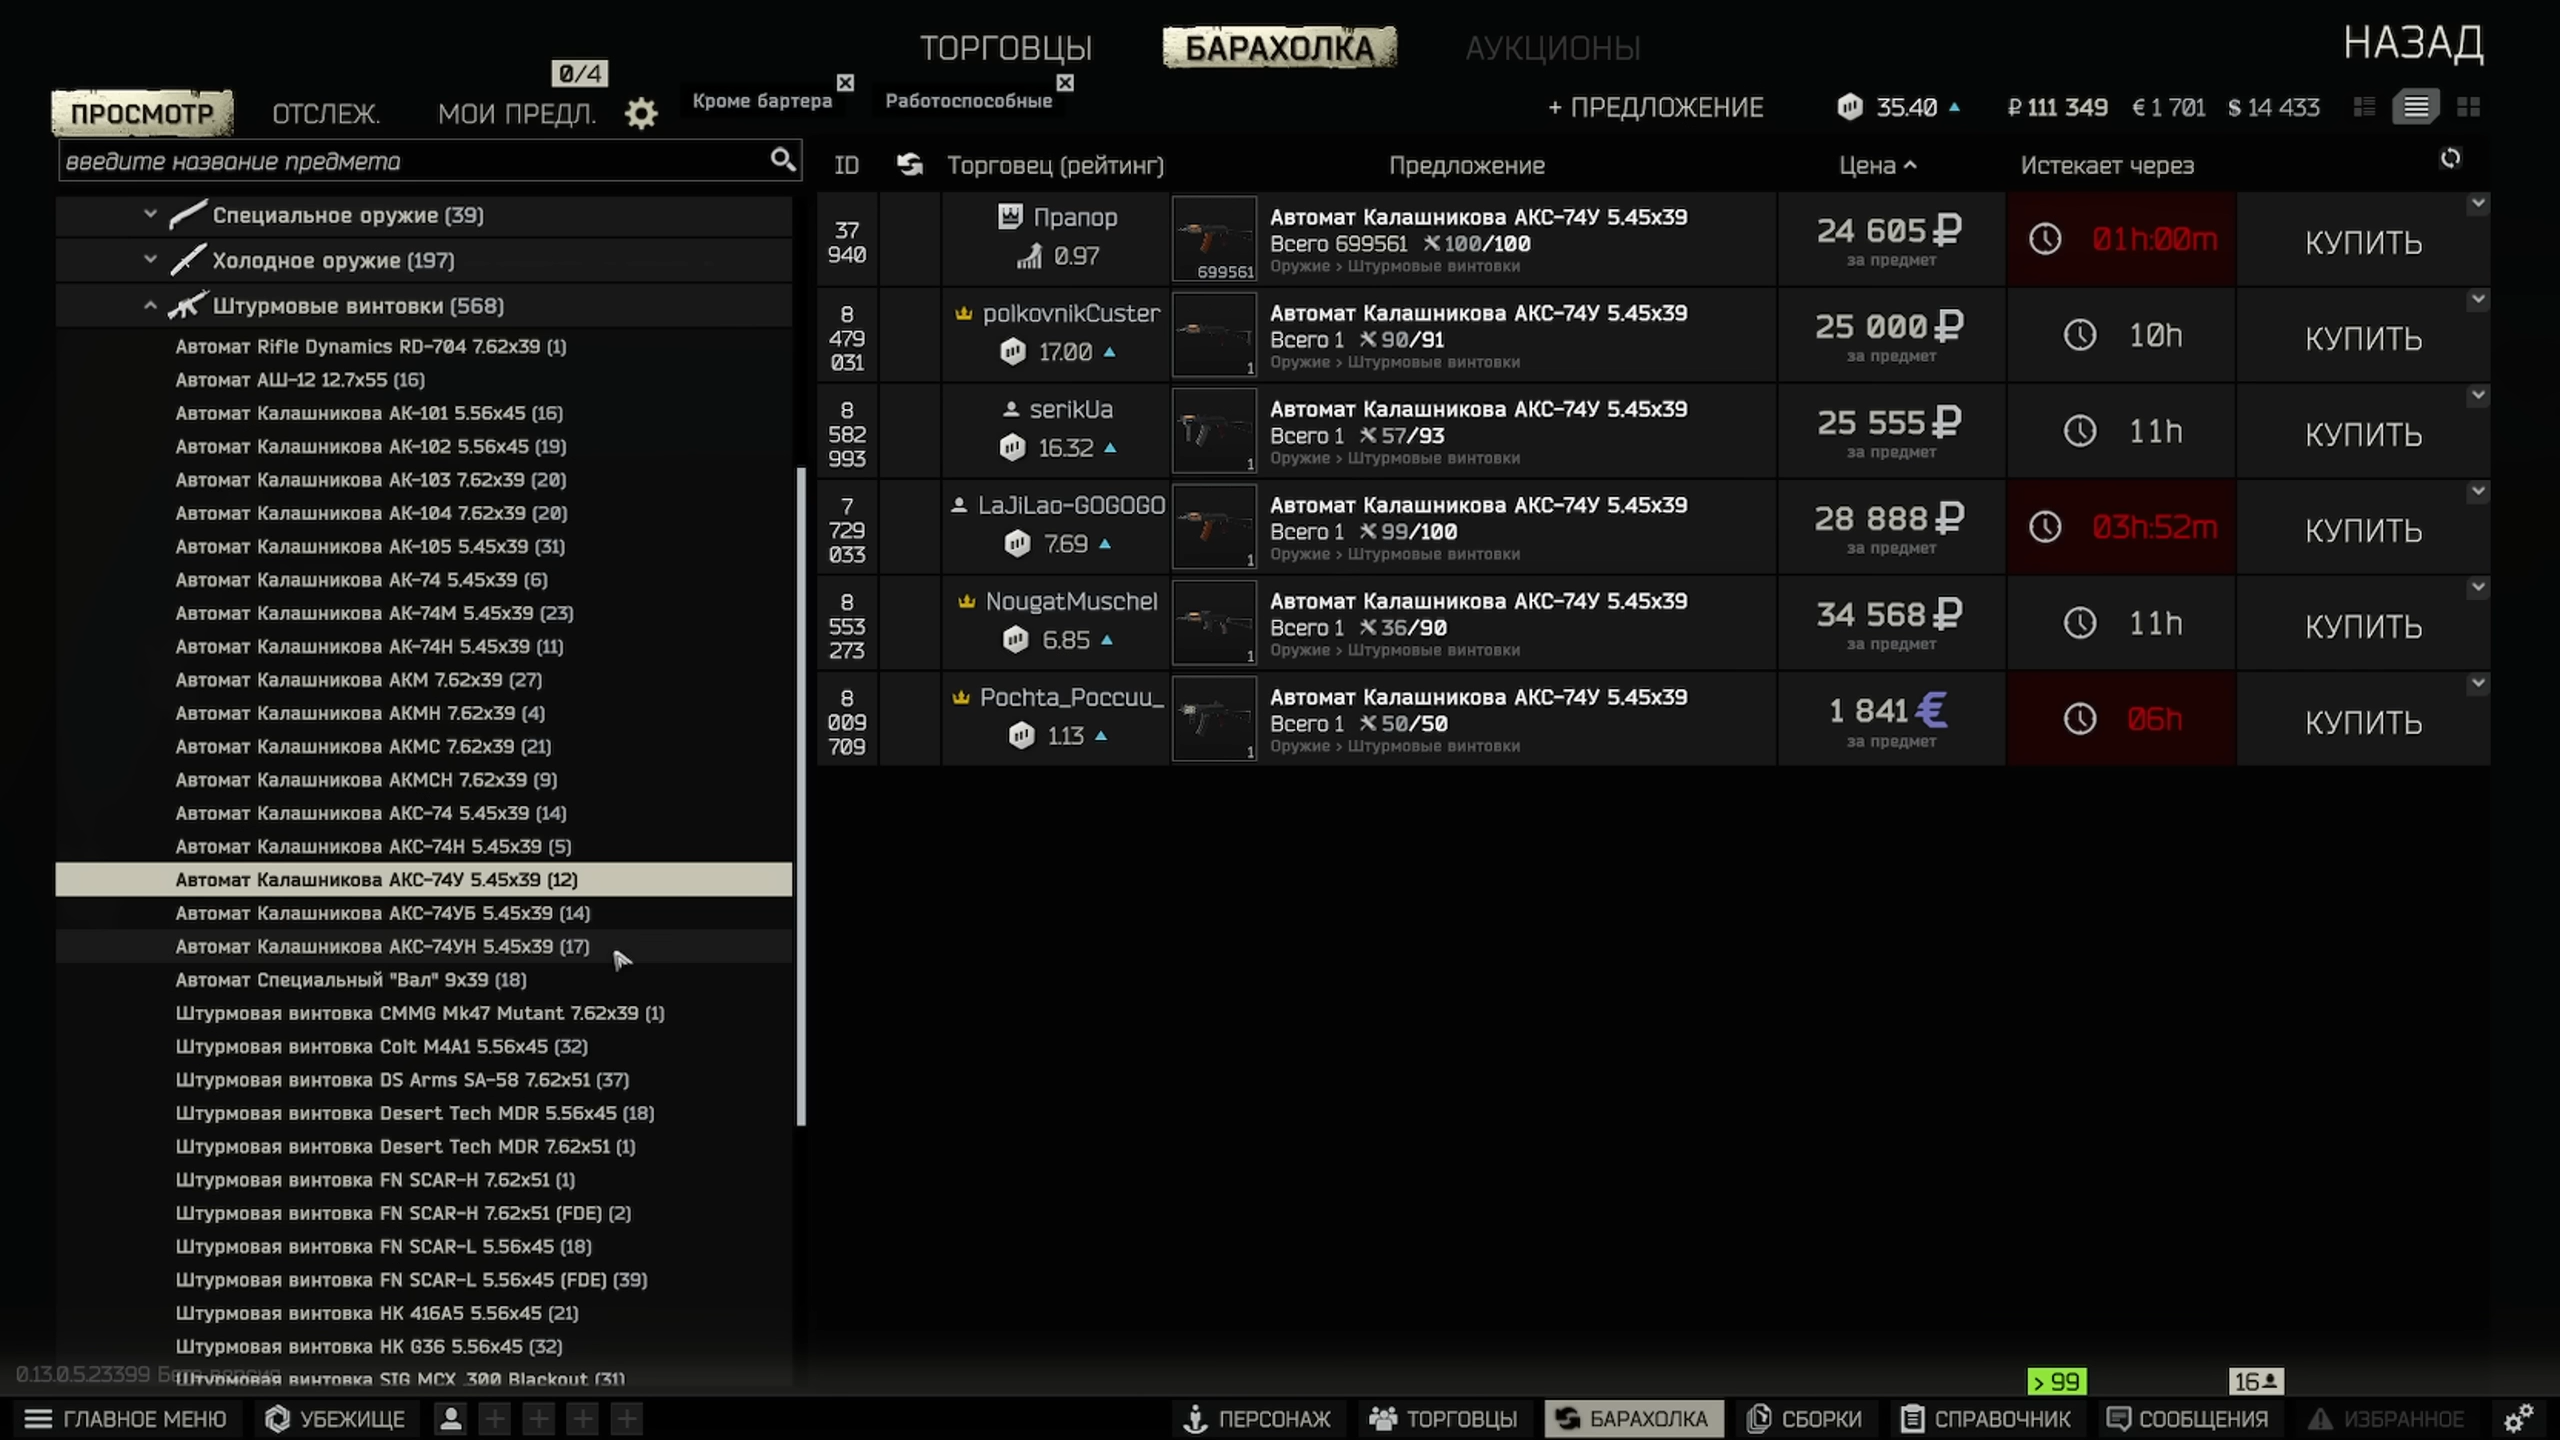 ТОРГОВЦЫ
БАРАХОЛКА
АУКЦИОНЫ
НАЗАД
ПРОСМОТР
ОТСЛЕЖ.
0/4
МОИ ПРЕДЛ.
Кроме бартера
Работоспособные
+ ПРЕДЛОЖЕНИЕ
35.40
₽ 111 349
€ 1 701
$ 14 433
введите название предмета
Специальное оружие (39)
Холодное оружие (197)
Штурмовые винтовки (568)
Автомат Rifle Dynamics RD-704 7.62x39 (1)
Автомат АШ-12 12.7x55 (16)
Автомат Калашникова АК-101 5.56x45 (16)
Автомат Калашникова АК-102 5.56x45 (19)
Автомат Калашникова АК-103 7.62x39 (20)
Автомат Калашникова АК-104 7.62x39 (20)
Автомат Калашникова АК-105 5.45x39 (31)
Автомат Калашникова АК-74 5.45x39 (6)
Автомат Калашникова АК-74М 5.45x39 (23)
Автомат Калашникова АК-74Н 5.45x39 (11)
Автомат Калашникова АКМ 7.62x39 (27)
Автомат Калашникова АКМН 7.62x39 (4)
Автомат Калашникова АКМС 7.62x39 (21)
Автомат Калашникова АКМСН 7.62x39 (9)
Автомат Калашникова АКС-74 5.45x39 (14)
Автомат Калашникова АКС-74Н 5.45x39 (5)
Автомат Калашникова АКС-74У 5.45x39 (12)
Автомат Калашникова АКС-74УБ 5.45x39 (14)
Автомат Калашникова АКС-74УН 5.45x39 (17)
Автомат Специальный "Вал" 9x39 (18)
Штурмовая винтовка CMMG Mk47 Mutant 7.62x39 (1)
Штурмовая винтовка Colt M4A1 5.56x45 (32)
Штурмовая винтовка DS Arms SA-58 7.62x51 (37)
Штурмовая винтовка Desert Tech MDR 5.56x45 (18)
Штурмовая винтовка Desert Tech MDR 7.62x51 (1)
Штурмовая винтовка FN SCAR-H 7.62x51 (1)
Штурмовая винтовка FN SCAR-H 7.62x51 (FDE) (2)
Штурмовая винтовка FN SCAR-L 5.56x45 (18)
Штурмовая винтовка FN SCAR-L 5.56x45 (FDE) (39)
Штурмовая винтовка HK 416A5 5.56x45 (21)
Штурмовая винтовка HK G36 5.56x45 (32)
Штурмовая винтовка SIG MCX .300 Blackout (31)
0.13.0.5.23399 Бета версия
ID
Торговец (рейтинг)
Предложение
Цена
Истекает через
37
940
Прапор
0.97
699561
Автомат Калашникова АКС-74У 5.45x39
Всего 699561 100/100
Оружие > Штурмовые винтовки
24 605 ₽
за предмет
01h:00m
КУПИТЬ
8
479
031
polkovnikCuster
17.00
1
Автомат Калашникова АКС-74У 5.45x39
Всего 1 90/91
Оружие > Штурмовые винтовки
25 000 ₽
за предмет
10h
КУПИТЬ
8
582
993
serikUa
16.32
1
Автомат Калашникова АКС-74У 5.45x39
Всего 1 57/93
Оружие > Штурмовые винтовки
25 555 ₽
за предмет
11h
КУПИТЬ
7
729
033
LaJiLao-GOGOGO
7.69
1
Автомат Калашникова АКС-74У 5.45x39
Всего 1 99/100
Оружие > Штурмовые винтовки
28 888 ₽
за предмет
03h:52m
КУПИТЬ
8
553
273
NougatMuschel
6.85
1
Автомат Калашникова АКС-74У 5.45x39
Всего 1 36/90
Оружие > Штурмовые винтовки
34 568 ₽
за предмет
11h
КУПИТЬ
8
009
709
Pochta_Poccuu_
1.13
1
Автомат Калашникова АКС-74У 5.45x39
Всего 1 50/50
Оружие > Штурмовые винтовки
1 841 €
за предмет
06h
КУПИТЬ
> 99
16
ГЛАВНОЕ МЕНЮ
УБЕЖИЩЕ
ПЕРСОНАЖ
ТОРГОВЦЫ
БАРАХОЛКА
СБОРКИ
СПРАВОЧНИК
СООБЩЕНИЯ
ИЗБРАННОЕ